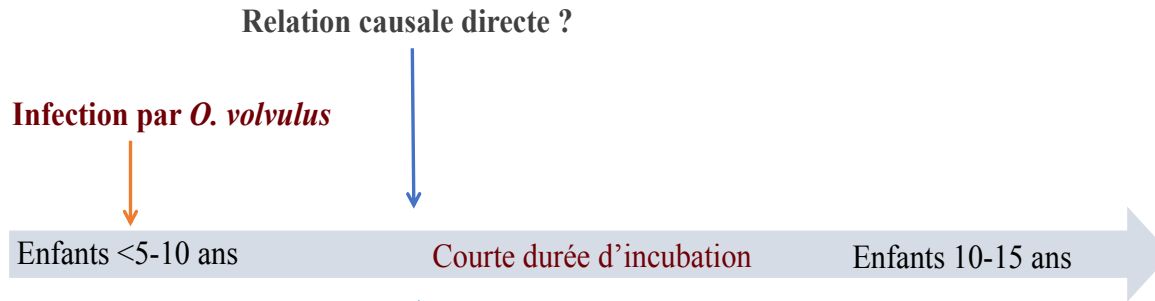 Relation causale directe ?
Infection par O. volvulus
Enfants <5-10 ans Courte durée d’incubation Enfants 10-15 ans